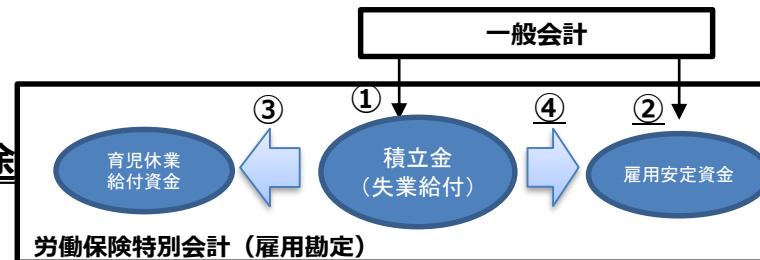 一般会計
③
①
④
②
育児休業
給付資金
積立金
（失業給付）
雇用安定資金
労働保険特別会計（雇用勘定）